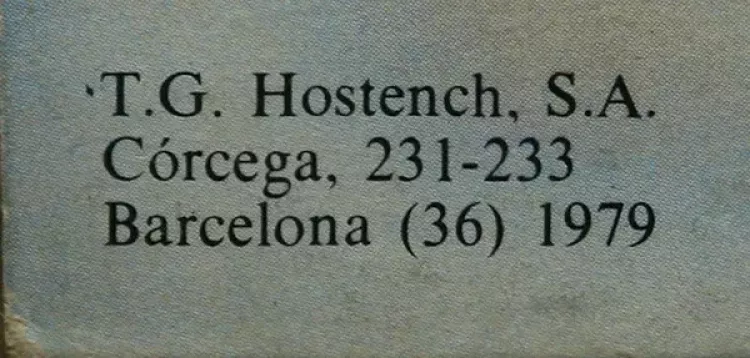 T.G. Hostench, S.A.
Córcega, 231-233
Barcelona (36) 1979